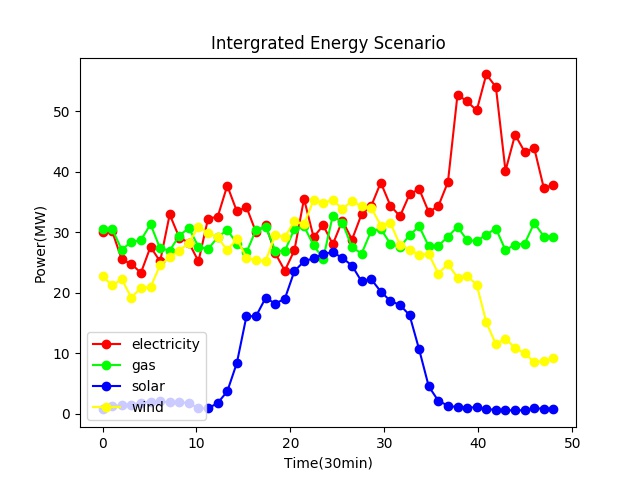 Intergrated Energy Scenario
Power(MW)
50
40
30
20
10
0
electricity
gas
solar
wind
0 10 20 30 40 50
Time(30min)